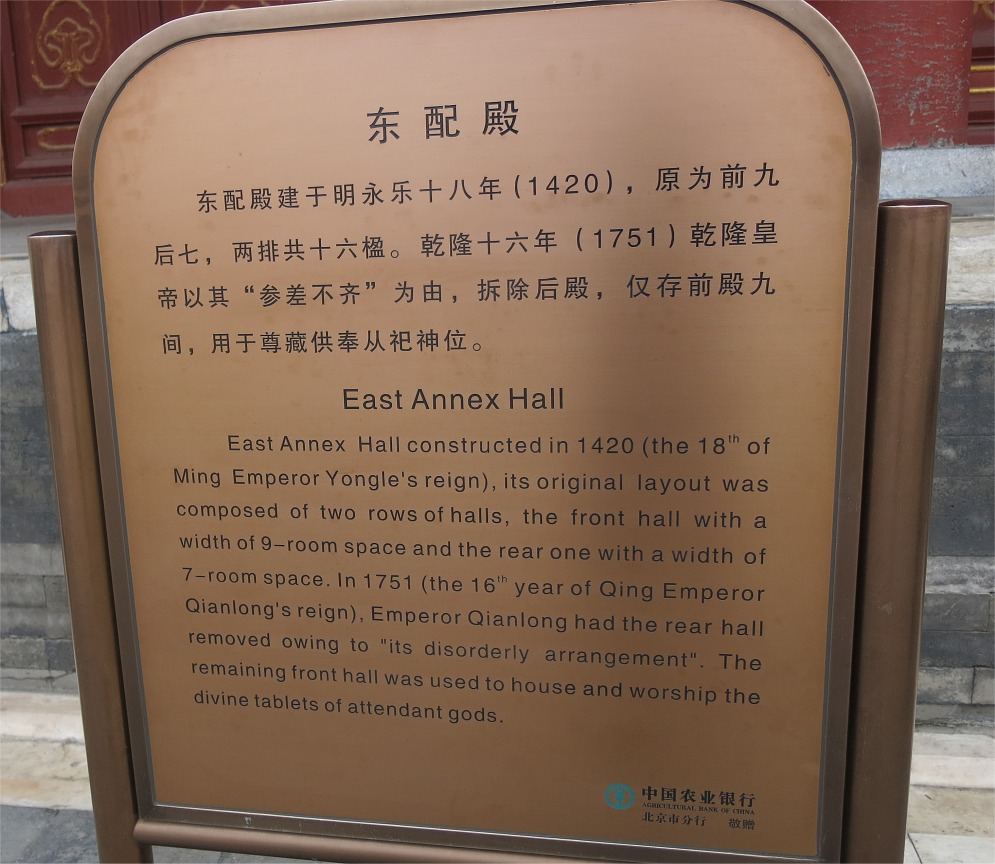 东配殿
东配殿建于明永乐十八年(1420)，原为前九
后七，两排共十六楹。乾隆十六年(1751)乾隆皇
帝以其“参差不齐”为由，拆除后殿，仅存前殿九
间，用于尊藏供奉从祀神位。
East Annex Hall
East Annex Hall constructed in 1420 (the 18th of
Ming Emperor Yongle's reign), its original layout was
composed of two rows of halls, the front hall with a
width of 9-room space and the rear one with a width of
7-room space. In 1751 (the 16th year of Qing Emperor
Qianlong's reign), Emperor Qianlong had the rear hall
removed owing to "its disorderly arrangement". The
remaining front hall was used to house and worship the
divine tablets of attendant gods.
中国农业银行
AGRICULTURAL BANK OF CHINA
北京市分行 敬赠